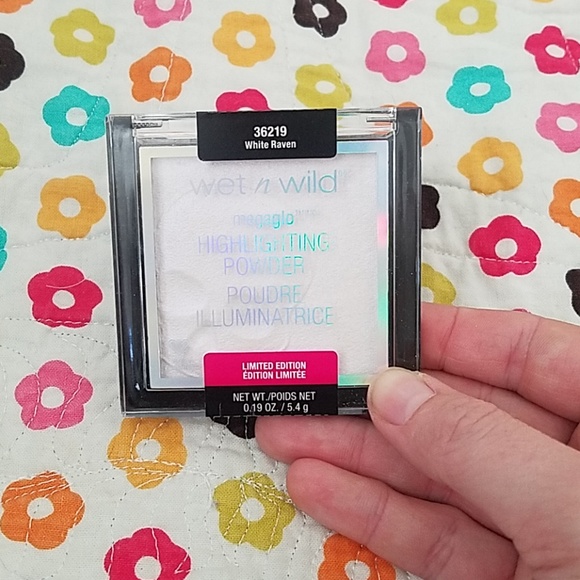 36219
White Raven
wet n wild
megaglo™
HIGHLIGHTING
POWDER
POUDRE
ILLUMINATRICE
LIMITED EDITION
ÉDITION LIMITÉE
NET WT./POIDS NET
0.19 OZ. / 5.4 g